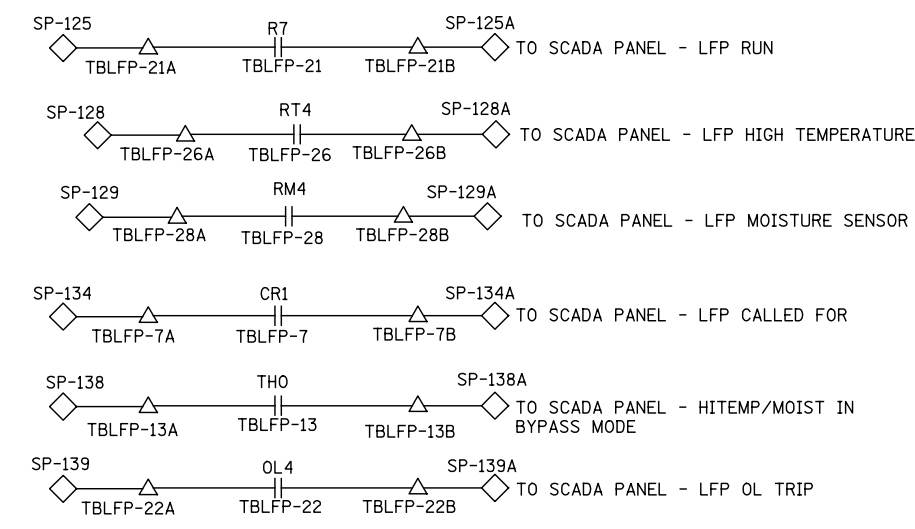 SP-125 R7 SP-125A
TO SCADA PANEL - LFP RUN
TBLFP-21A TBLFP-21 TBLFP-21B
SP-128 RT4 SP-128A
TO SCADA PANEL - LFP HIGH TEMPERATURE
TBLFP-26A TBLFP-26 TBLFP-26B
SP-129 RM4 SP-129A
TO SCADA PANEL - LFP MOISTURE SENSOR
TBLFP-28A TBLFP-28 TBLFP-28B
SP-134 CR1 SP-134A
TO SCADA PANEL - LFP CALLED FOR
TBLFP-7A TBLFP-7 TBLFP-7B
SP-138 THO SP-138A
TO SCADA PANEL - HITEMP/MOIST IN
BYPASS MODE
TBLFP-13A TBLFP-13 TBLFP-13B
SP-139 OL4 SP-139A
TO SCADA PANEL - LFP OL TRIP
TBLFP-22A TBLFP-22 TBLFP-22B